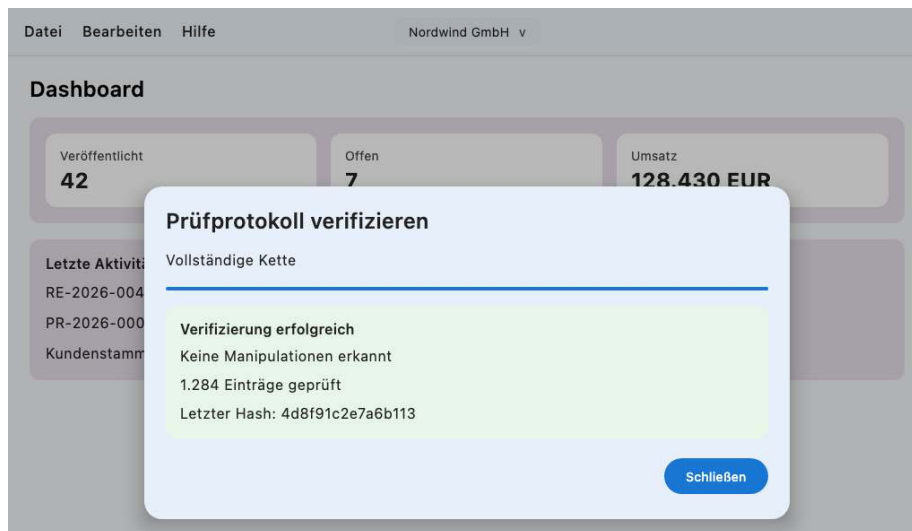 Datei Bearbeiten Hilfe Nordwind GmbH v
Dashboard
Veröffentlicht Offen Umsatz
42 7 128.430 EUR
Prüfprotokoll verifizieren
Vollständige Kette
Letzte
RE-2026-004
PR-2026-000
Verifizierung erfolgreich
Keine Manipulationen erkannt
1.284 Einträge geprüft
Letzter Hash: 4d8f91c2e7a6b113
Schließen